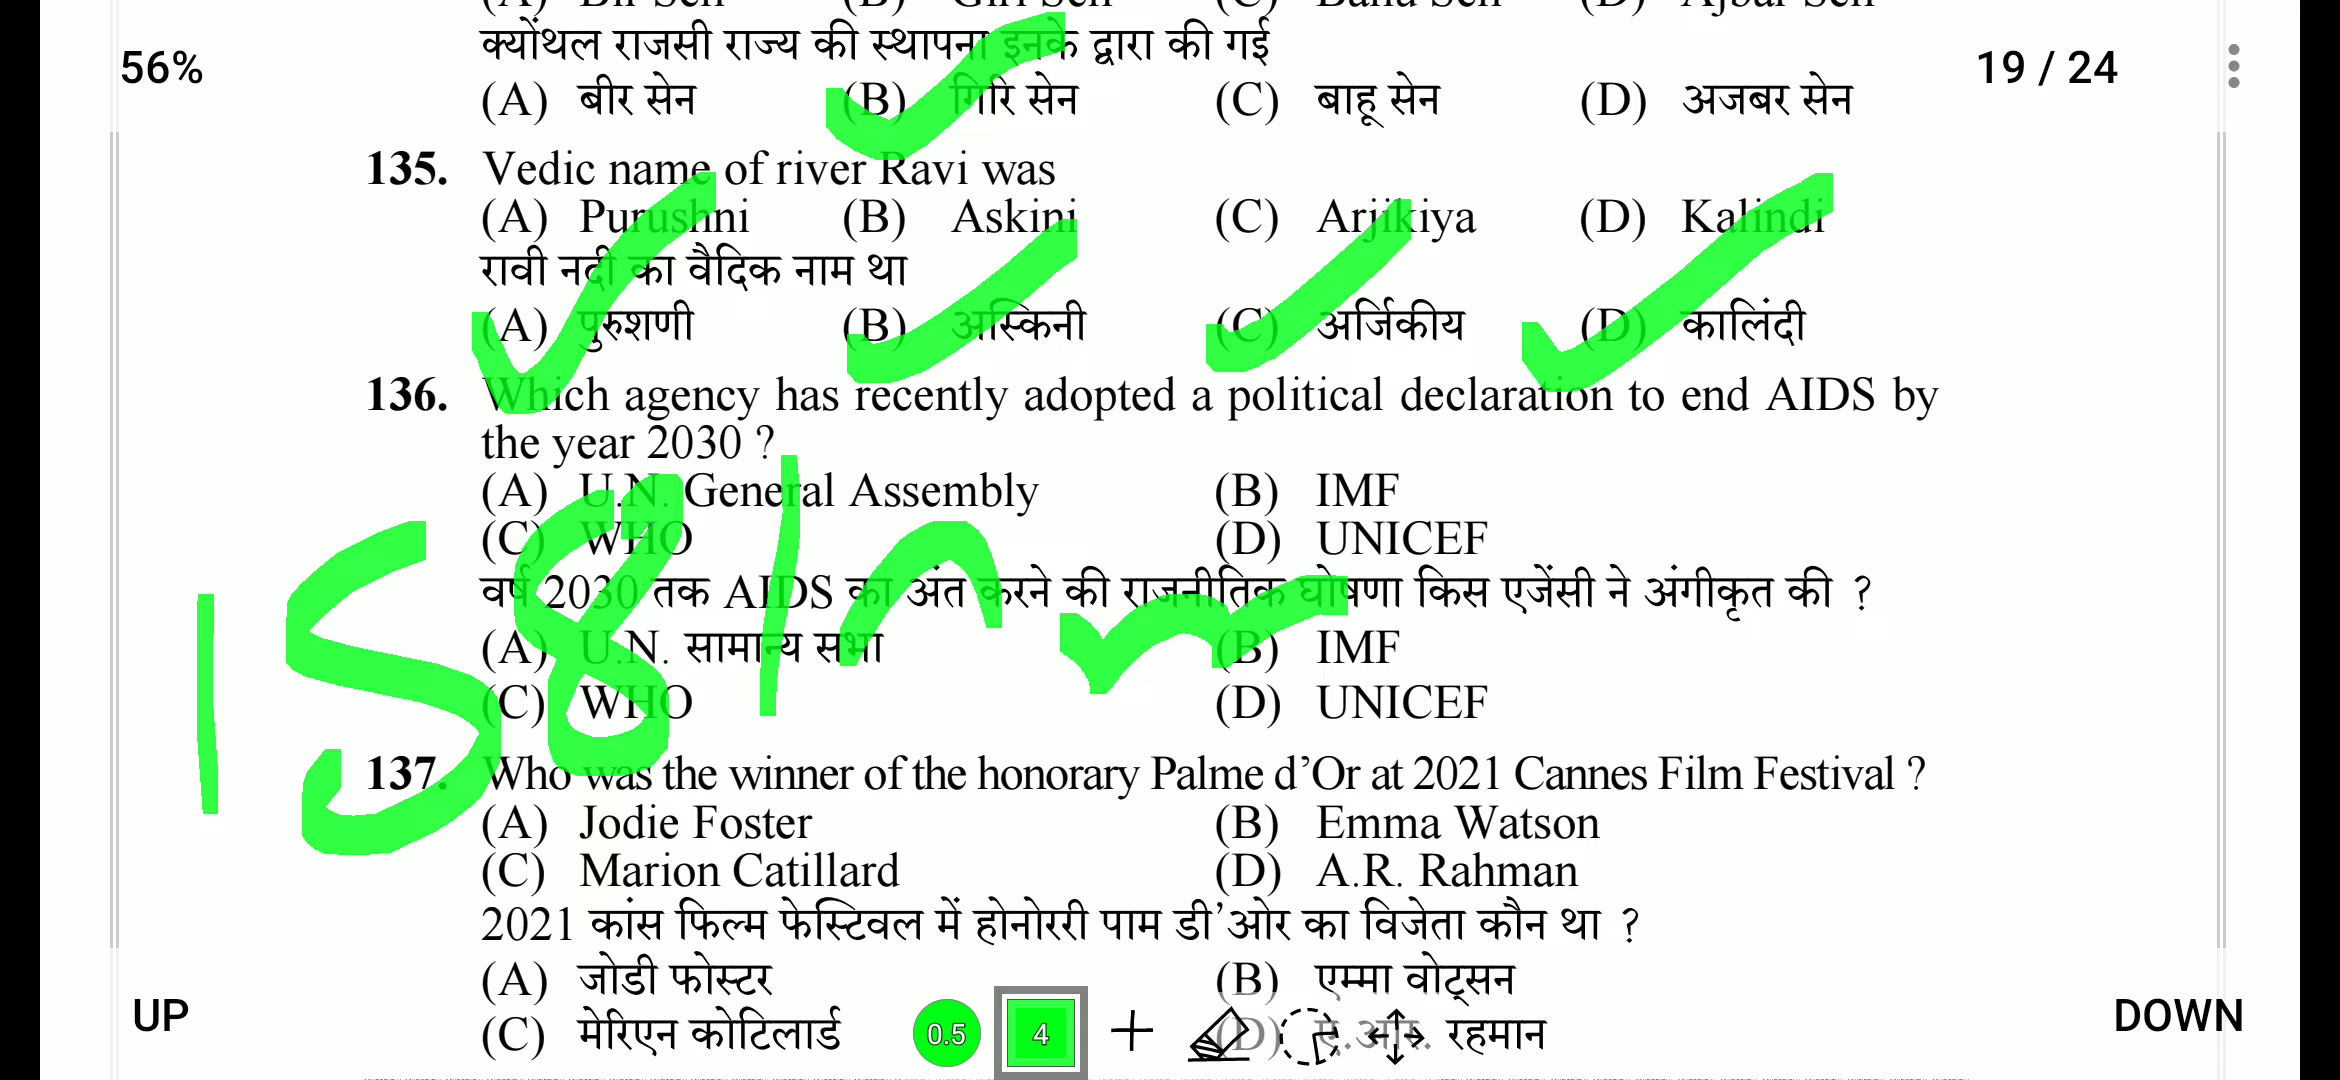 क्योंथल राजसी राज्य की स्थापना इनके द्वारा की गई
56% 19 / 24
(A) बीर सेन (B) गिरि सेन (C) बाहू सेन (D) अजबर सेन
135. Vedic name of river Ravi was
(A) Purushni (B) Askini (C) Arjikiya (D) Kalindi
रावी नदी का वैदिक नाम था
(A) पुरुशणी (B) अस्किनी (C) अर्जिकीय (D) कालिंदी
136. Which agency has recently adopted a political declaration to end AIDS by
the year 2030 ?
(A) U.N. General Assembly (B) IMF
(C) WHO (D) UNICEF
वर्ष 2030 तक AIDS का अंत करने की राजनीतिक घोषणा किस एजेंसी ने अंगीकृत की ?
(A) U.N. सामान्य सभा (B) IMF
(C) WHO (D) UNICEF
158
137. Who was the winner of the honorary Palme d’Or at 2021 Cannes Film Festival ?
(A) Jodie Foster (B) Emma Watson
(C) Marion Catillard (D) A.R. Rahman
2021 कांस फिल्म फेस्टिवल में होनोररी पाम डी’ओर का विजेता कौन था ?
(A) जोडी फोस्टर (B) एम्मा वोट्सन
UP DOWN
(C) मेरिएन कोटिलार्ड (D) ए.आर. रहमान
0.5 4